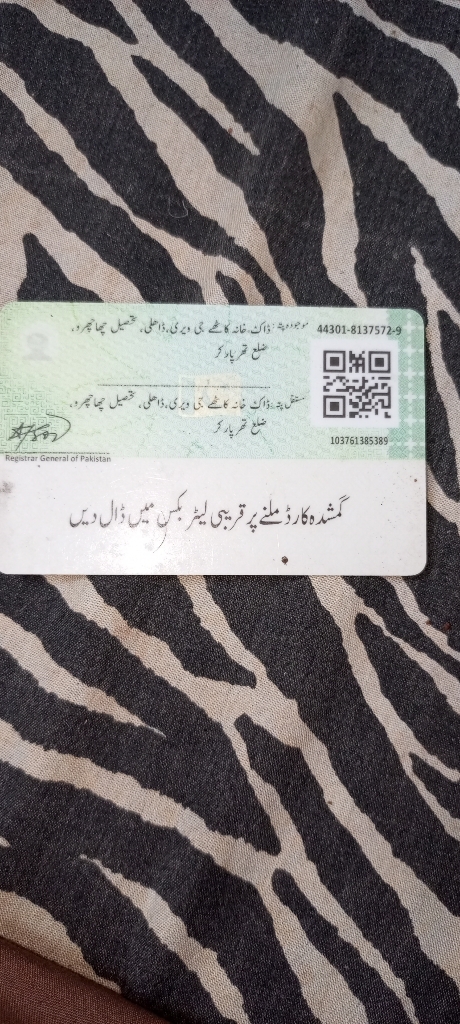 44301-8137572-9
موجودہ پتہ: ڈاک خانہ کاٹھے جی ویری، ڈاھلی، تحصیل چھاچھرو،
ضلع تھرپارکر
مستقل پتہ: ڈاک خانہ کاٹھے جی ویری، ڈاھلی، تحصیل چھاچھرو،
ضلع تھرپارکر
103761385389
Registrar General of Pakistan
گمشدہ کارڈ ملنے پر قریبی لیٹر بکس میں ڈال دیں